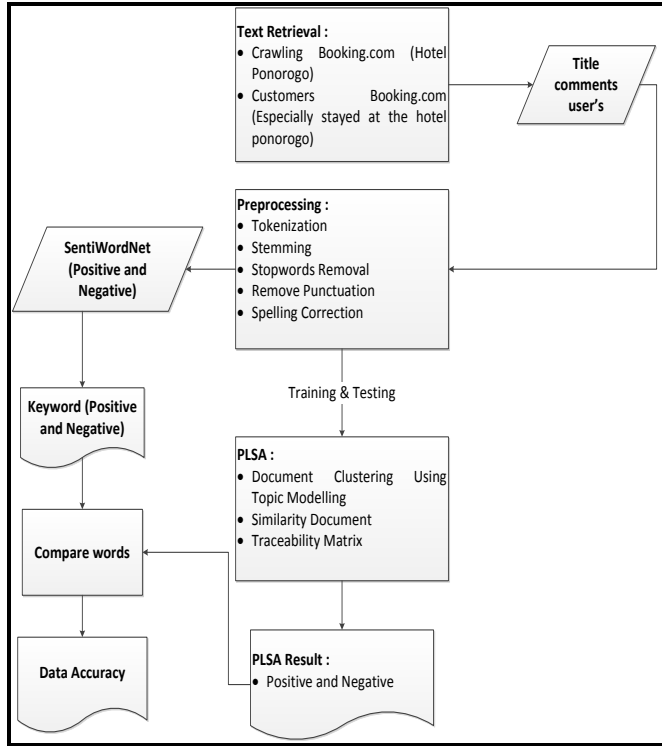 Text Retrieval :
• Crawling Booking.com (Hotel
Ponorogo)
• Customers Booking.com
(Especially stayed at the hotel
ponorogo)
Title
comments
user's
Preprocessing :
• Tokenization
• Stemming
• Stopwords Removal
• Remove Punctuation
• Spelling Correction
SentiWordNet
(Positive and
Negative)
Keyword (Positive
and Negative)
Training & Testing
PLSA :
• Document Clustering Using
Topic Modelling
• Similarity Document
• Traceability Matrix
Compare words
PLSA Result :
• Positive and Negative
Data Accuracy